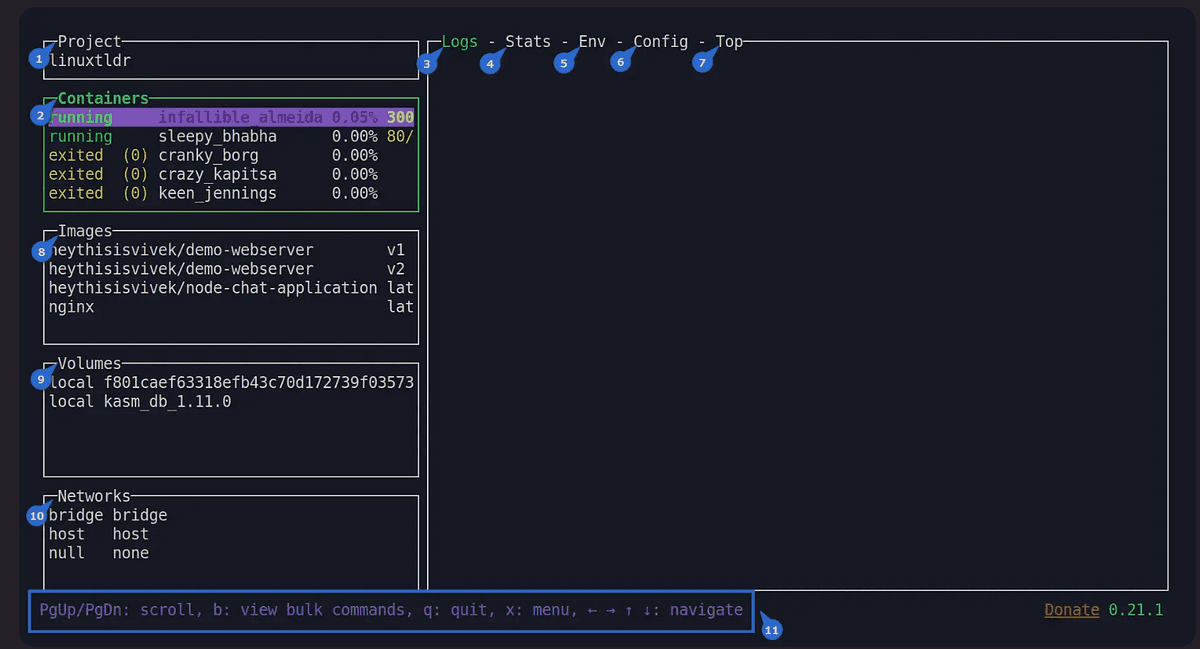 Project
1 linuxtldr
2 Containers
running infallible almeida 0.05% 300
running sleepy_bhabha 0.00% 80/
exited (0) cranky_borg 0.00%
exited (0) crazy_kapitsa 0.00%
exited (0) keen_jennings 0.00%
Images
8 heythisisvivek/demo-webserver v1
heythisisvivek/demo-webserver v2
heythisisvivek/node-chat-application lat
nginx lat
Volumes
9 local f801caef63318efb43c70d172739f03573
local kasm_db_1.11.0
Networks
10 bridge bridge
host host
null none
Logs - Stats - Env - Config - Top
3 4 5 6 7
PgUp/PgDn: scroll, b: view bulk commands, q: quit, x: menu, ← → ↑ ↓: navigate
11
Donate 0.21.1